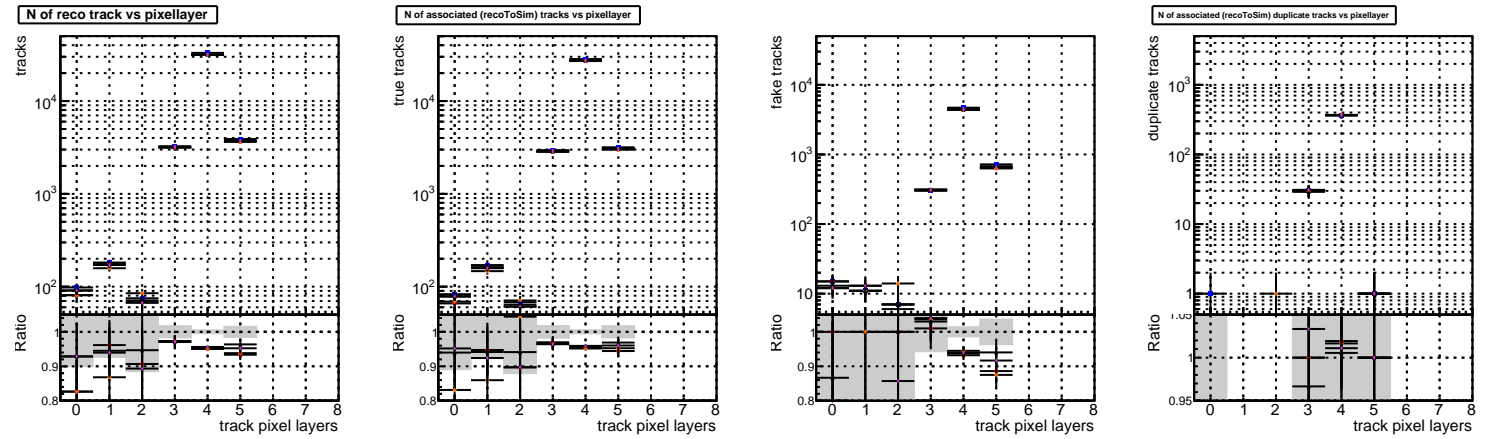 N of reco track vs pixellayer
tracks
10^4
10^3
10^2
Ratio
1
0.9
0.8
0 1 2 3 4 5 6 7 8
track pixel layers
N of associated (recoToSim) tracks vs pixellayer
true tracks
10^4
10^3
10^2
Ratio
1
0.9
0.8
0 1 2 3 4 5 6 7 8
track pixel layers
fake tracks
10^4
10^3
10^2
10
Ratio
1
0.9
0.8
0 1 2 3 4 5 6 7 8
track pixel layers
N of associated (recoToSim) duplicate tracks vs pixellayer
duplicate tracks
10^3
10^2
10
1
Ratio
1.05
1
0.95
0 1 2 3 4 5 6 7 8
track pixel layers